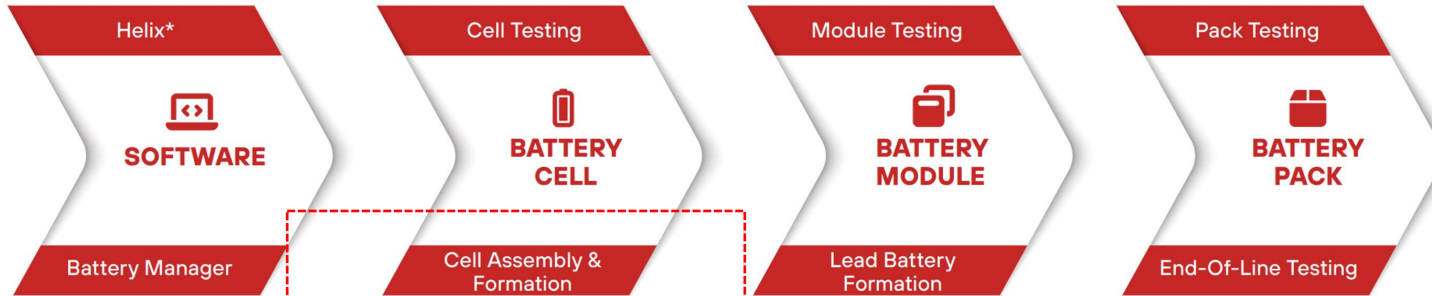 Helix*
SOFTWARE
Battery Manager
Cell Testing
BATTERY
CELL
Cell Assembly &
Formation
Module Testing
BATTERY
MODULE
Lead Battery
Formation
Pack Testing
BATTERY
PACK
End-Of-Line Testing